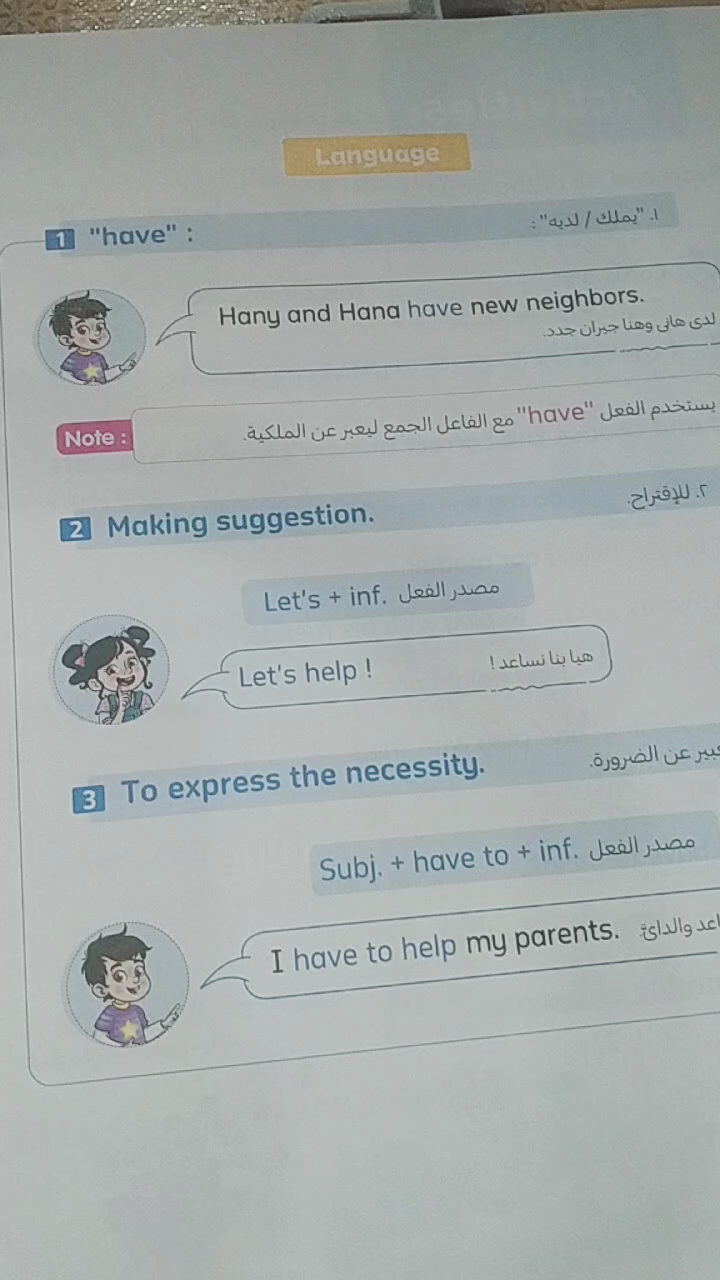 Language
1 "have" : ١. "يملك / لديه" :
Hany and Hana have new neighbors.
لدى هانى وهنا جيران جدد.
Note : يستخدم الفعل "have" مع الفاعل الجمع ليعبر عن الملكية.
2 Making suggestion. ٢. للإقتراح.
Let's + inf. مصدر الفعل
Let's help ! هيا بنا نساعد !
3 To express the necessity. عن الضرورة.
Subj. + have to + inf. مصدر الفعل
I have to help my parents. والدائ.